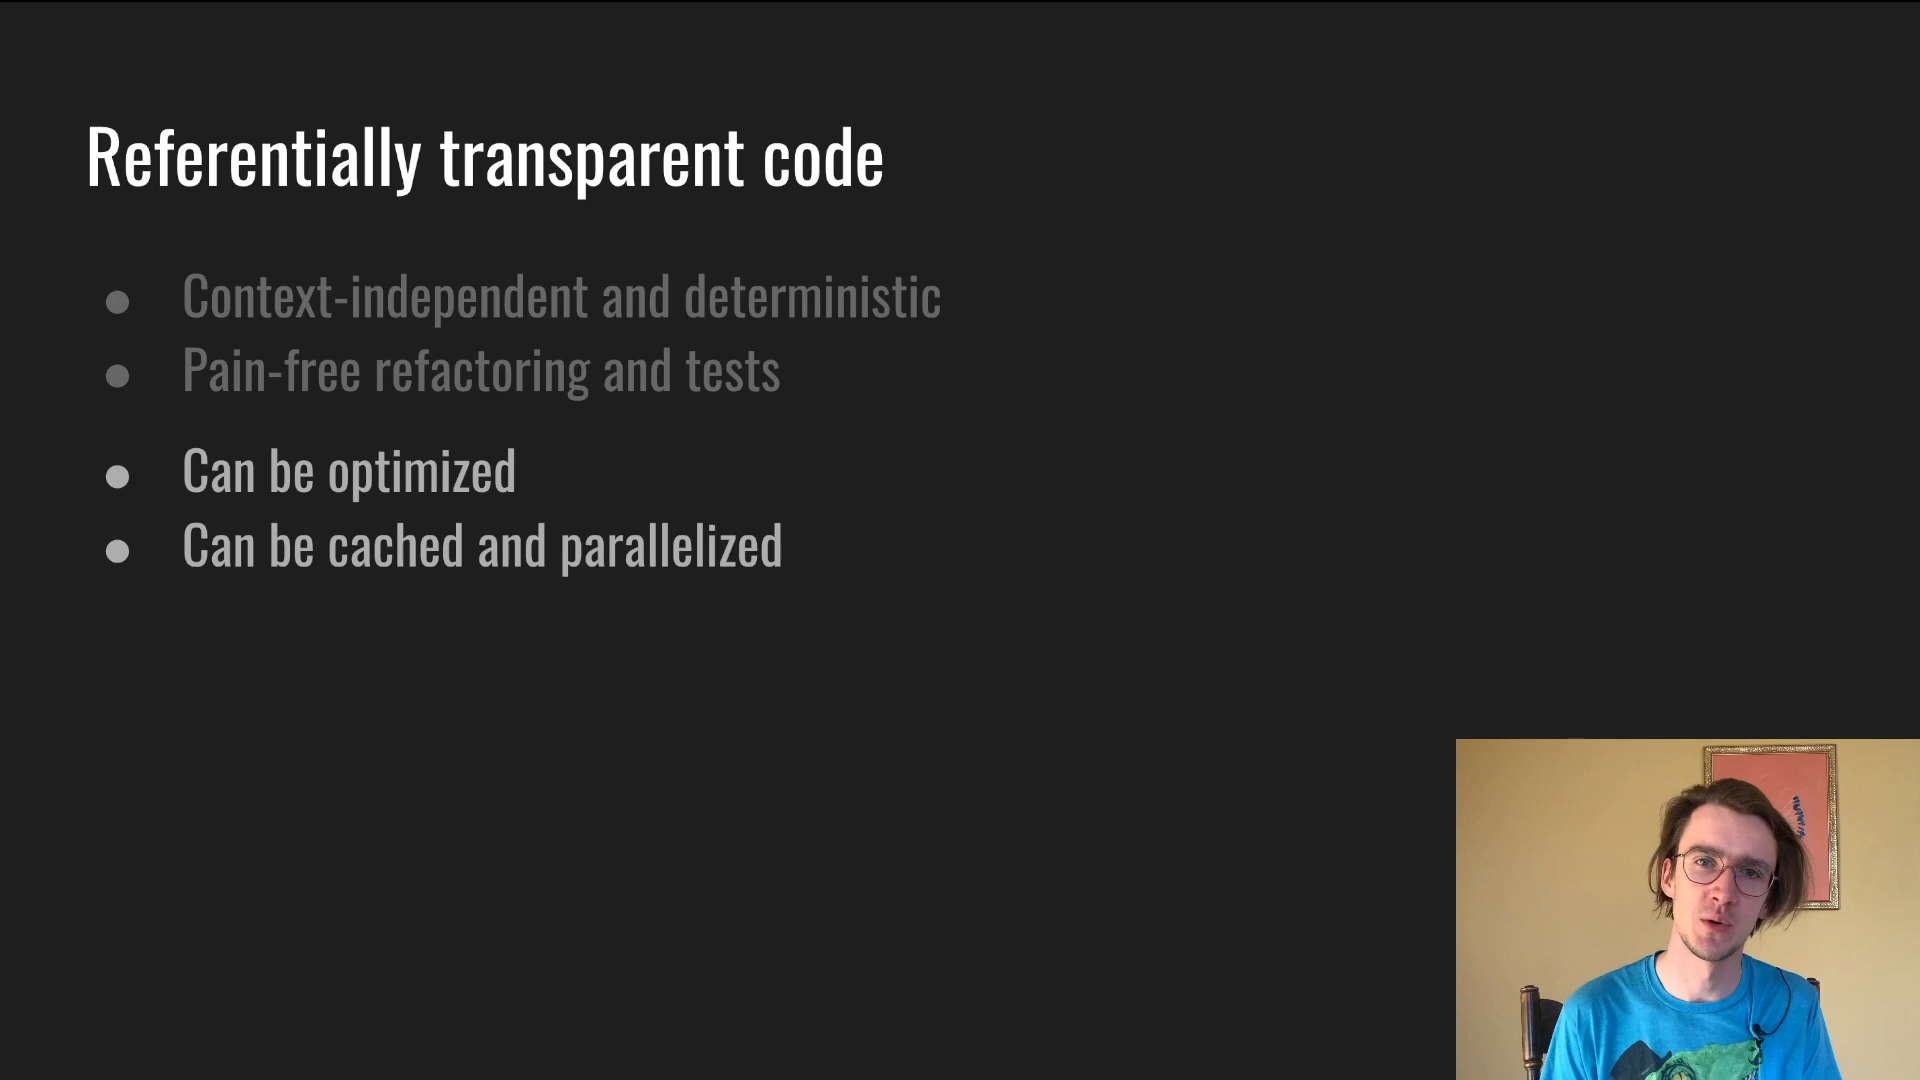 Referentially transparent code
● Context-independent and deterministic
● Pain-free refactoring and tests
● Can be optimized
● Can be cached and parallelized